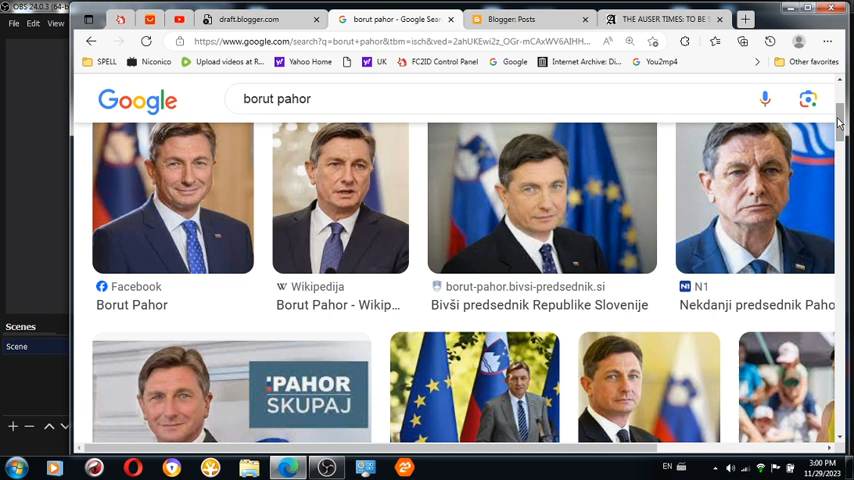 OBS 24.0.3 (64-b
File Edit View
Scenes
Scene
draft.blogger.com
borut pahor - Google Sear
Blogger: Posts
THE AUSER TIMES: TO BE S
https://www.google.com/search?q=borut+pahor&tbm=isch&ved=2ahUKEwi2z_OGr-mCAxWV6AIHH...
SPELL
Niconico
Upload videos at R...
Yahoo Home
UK
FC2ID Control Panel
Google
Internet Archive: Di...
You2mp4
Other favorites
Google
borut pahor
Facebook
Borut Pahor
Wikipedija
Borut Pahor - Wikip...
borut-pahor.bivsi-predsednik.si
Bivši predsednik Republike Slovenije
N1
N1
Nekdanji predsednik Paho
PAHOR
SKUPAJ
EN
3:00 PM
11/29/2023